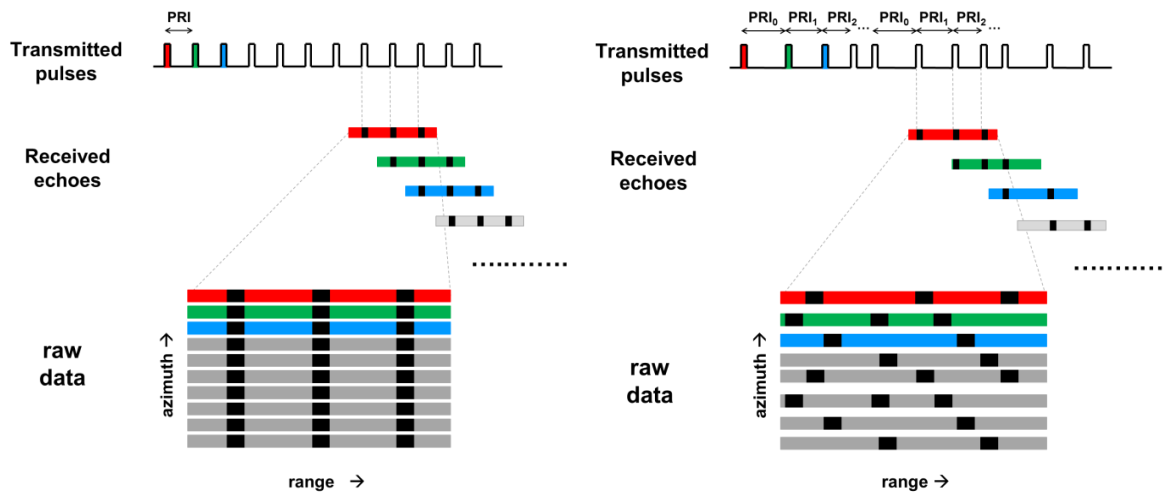 PRI
Transmitted
pulses
Received
echoes
raw
data
azimuth →
range →
PRI₀ PRI₁ PRI₂ ... PRI₀ PRI₁ PRI₂ ...
Transmitted
pulses
Received
echoes
raw
data
azimuth →
range →